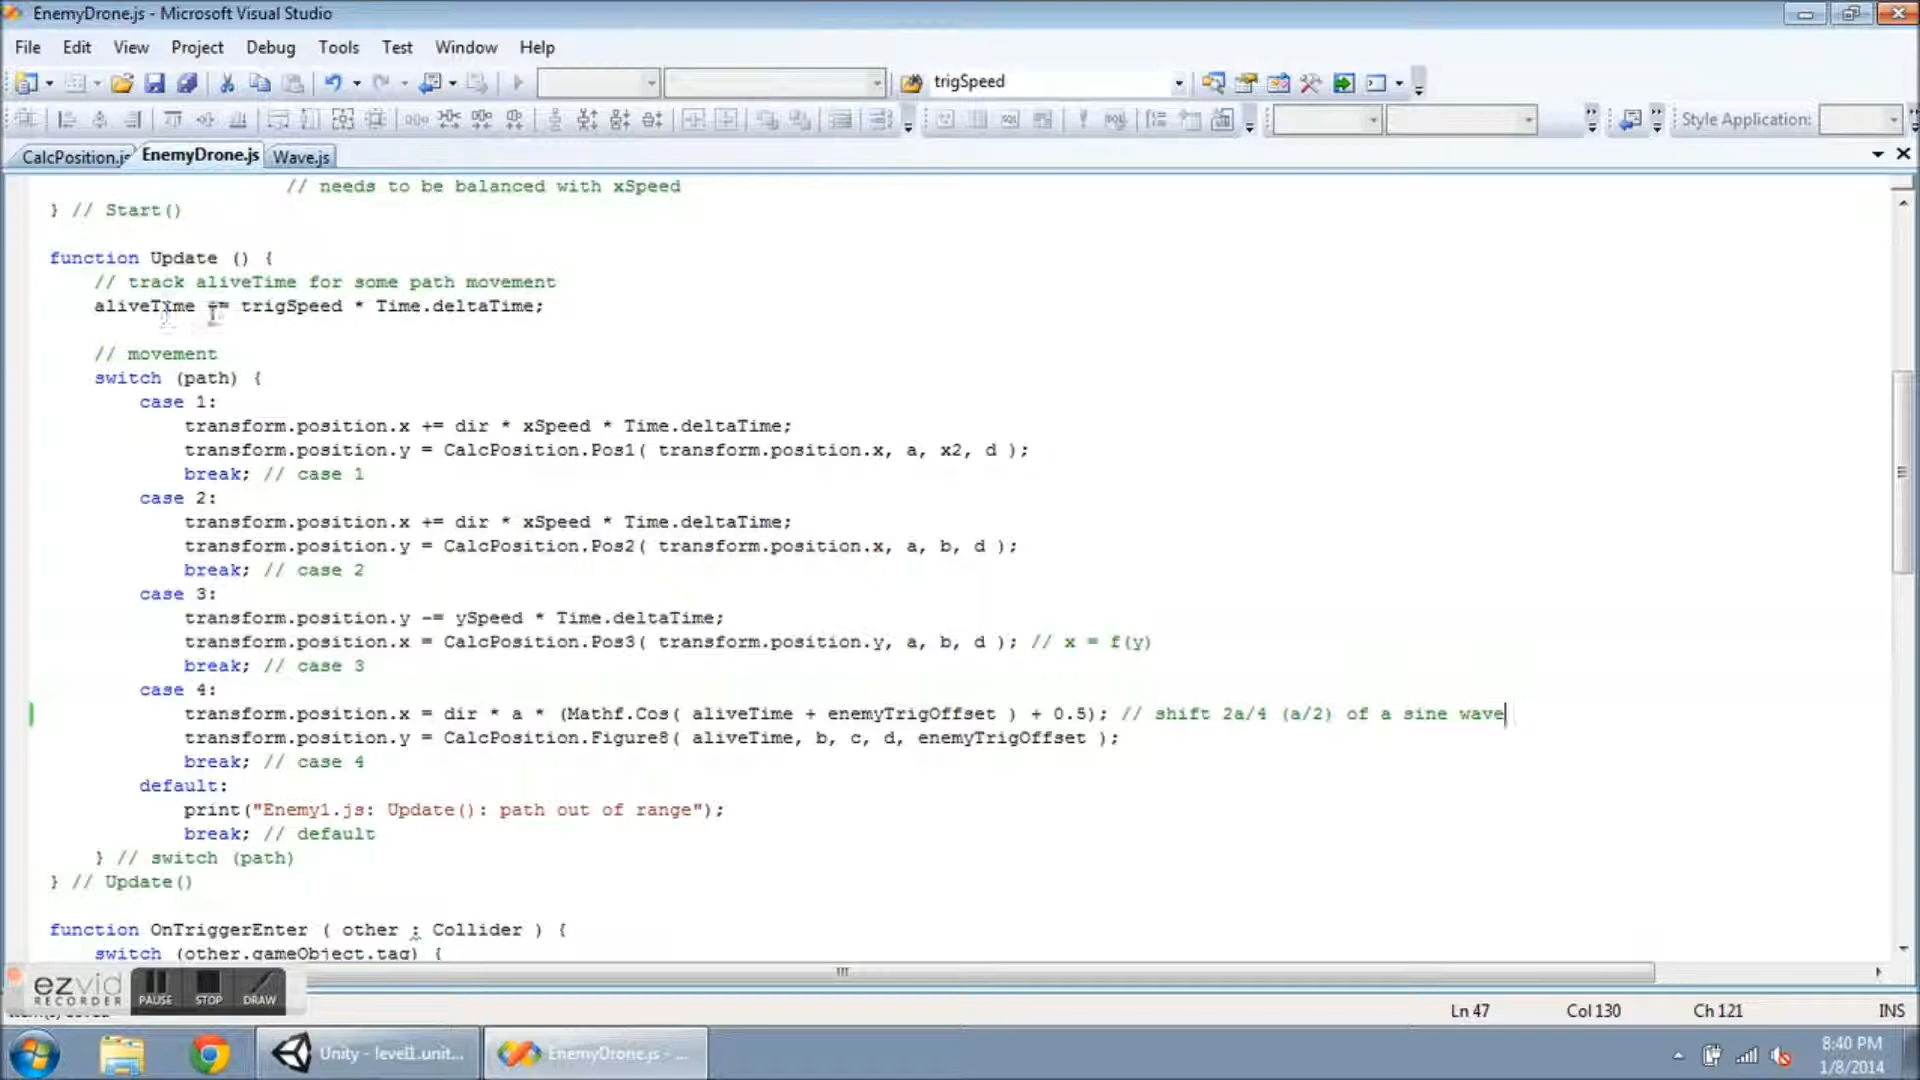 EnemyDrone.js - Microsoft Visual Studio
File Edit View Project Debug Tools Test Window Help
trigSpeed
Style Application:
CalcPosition.js EnemyDrone.js Wave.js
// needs to be balanced with xSpeed
} // Start()
function Update () {
// track aliveTime for some path movement
aliveTime += trigSpeed * Time.deltaTime;
// movement
switch (path) {
case 1:
transform.position.x += dir * xSpeed * Time.deltaTime;
transform.position.y = CalcPosition.Pos1( transform.position.x, a, x2, d );
break; // case 1
case 2:
transform.position.x += dir * xSpeed * Time.deltaTime;
transform.position.y = CalcPosition.Pos2( transform.position.x, a, b, d );
break; // case 2
case 3:
transform.position.y -= ySpeed * Time.deltaTime;
transform.position.x = CalcPosition.Pos3( transform.position.y, a, b, d ); // x = f(y)
break; // case 3
case 4:
transform.position.x = dir * a * (Mathf.Cos( aliveTime + enemyTrigOffset ) + 0.5); // shift 2a/4 (a/2) of a sine wave
transform.position.y = CalcPosition.Figure8( aliveTime, b, c, d, enemyTrigOffset );
break; // case 4
default:
print("Enemy1.js: Update(): path out of range");
break; // default
} // switch (path)
} // Update()
function OnTriggerEnter ( other : Collider ) {
switch (other.gameObject.tag) {
ezvid
RECORDER
PAUSE STOP DRAW
Ln 47 Col 130 Ch 121 INS
Unity - level1.unit... EnemyDrone.js - ...
8:40 PM
1/8/2014